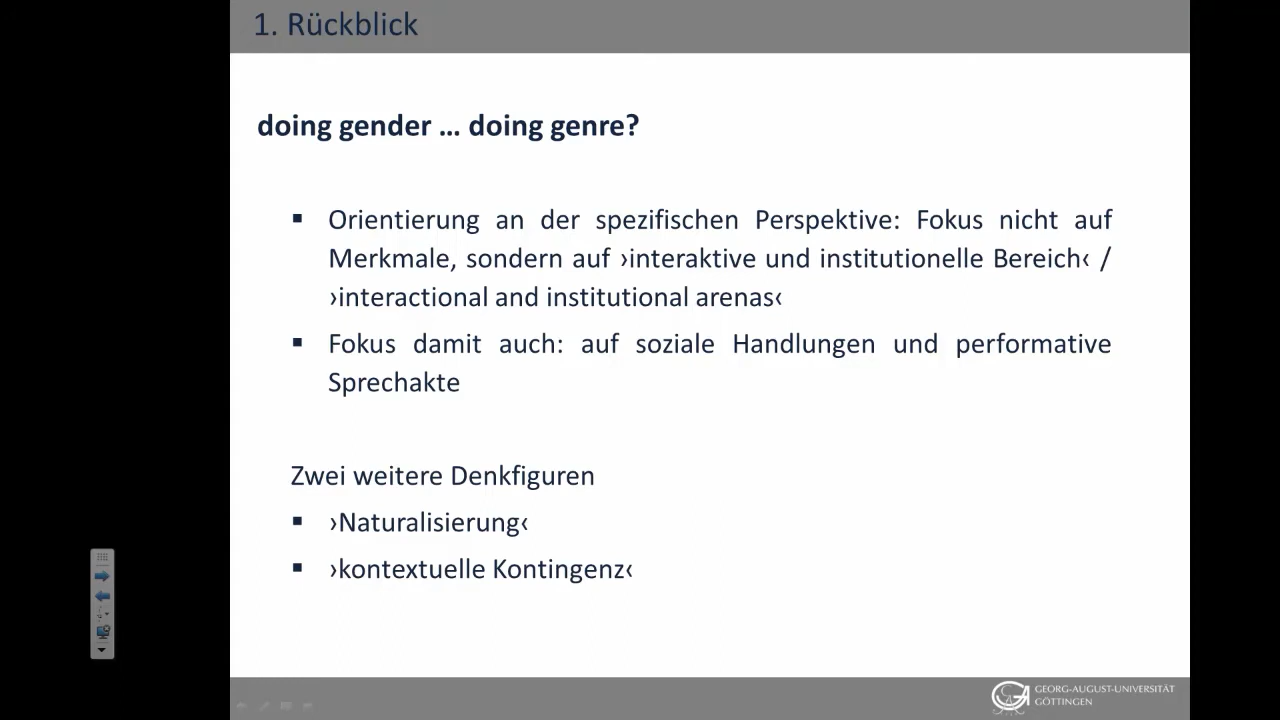 1. Rückblick
doing gender … doing genre?
▪ Orientierung an der spezifischen Perspektive: Fokus nicht auf
Merkmale, sondern auf ›interaktive und institutionelle Bereich‹ /
›interactional and institutional arenas‹
▪ Fokus damit auch: auf soziale Handlungen und performative
Sprechakte
Zwei weitere Denkfiguren
▪ ›Naturalisierung‹
▪ ›kontextuelle Kontingenz‹
GEORG-AUGUST-UNIVERSITÄT
GÖTTINGEN